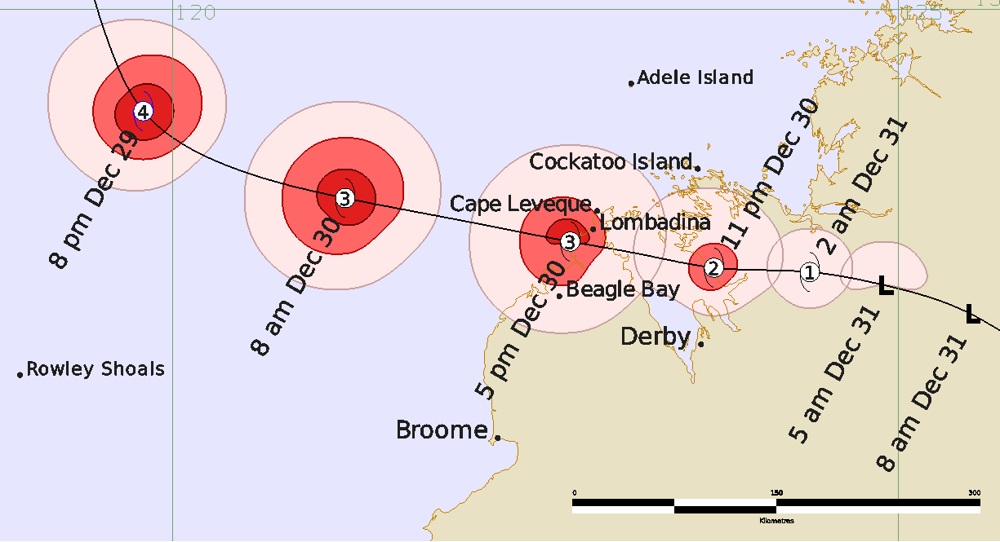 120
125
Adele Island
4
8 pm Dec 29
Cockatoo Island
11 pm Dec 30
2 am Dec 31
3
8 am Dec 30
Cape Leveque
Lombadina
3
5 pm Dec 30
2
1
L
L
Beagle Bay
Derby
5 am Dec 31
8 am Dec 31
Rowley Shoals
Broome
0
150
300
Kilometres